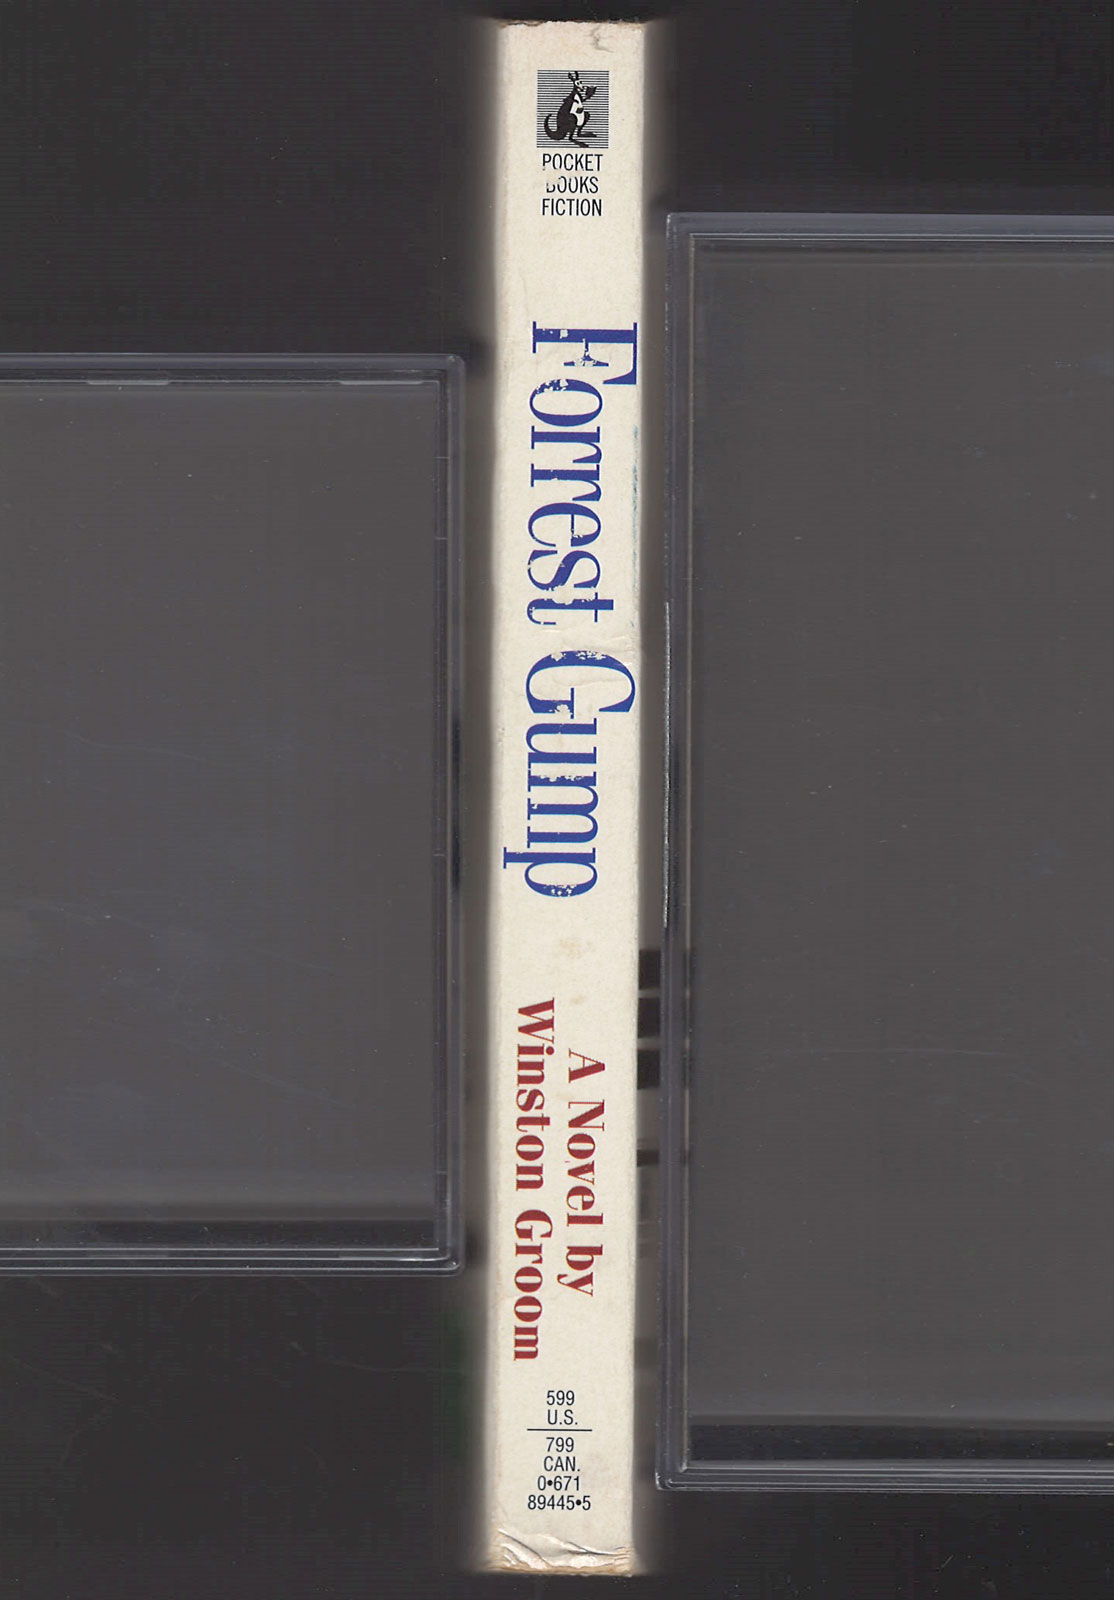 POCKET
BOOKS
FICTION
Forrest Gump
A Novel by
Winston Groom
599
U.S.
799
CAN.
0•671
89445•5